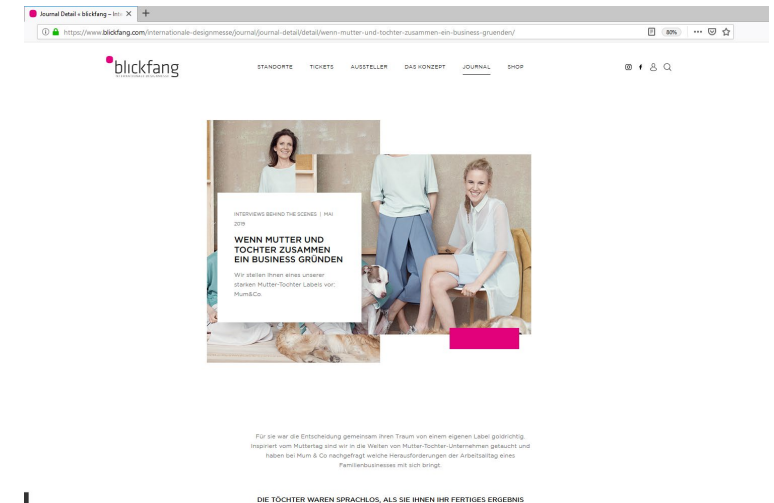 Journal Detail » blickfang – Inte
https://www.blickfang.com/internationale-designmesse/journal/journal-detail/detail/wenn-mutter-und-tochter-zusammen-ein-business-gruenden/
80%
blickfang
STANDORTE TICKETS AUSSTELLER DAS KONZEPT JOURNAL SHOP
INTERVIEWS BEHIND THE SCENES | MAI
2019
WENN MUTTER UND
TOCHTER ZUSAMMEN
EIN BUSINESS GRÜNDEN
Wir stellen Ihnen eines unserer
starken Mutter-Tochter Labels vor:
Mum&Co.
Für sie war die Entscheidung gemeinsam ihren Traum von einem eigenen Label goldrichtig.
Inspiriert vom Muttertag sind wir in die Welten von Mutter-Tochter-Unternehmen getaucht und
haben bei Mum & Co nachgefragt welche Herausforderungen der Arbeitsalltag eines
Familienbusinesses mit sich bringt.
DIE TÖCHTER WAREN SPRACHLOS, ALS SIE IHNEN IHR FERTIGES ERGEBNIS